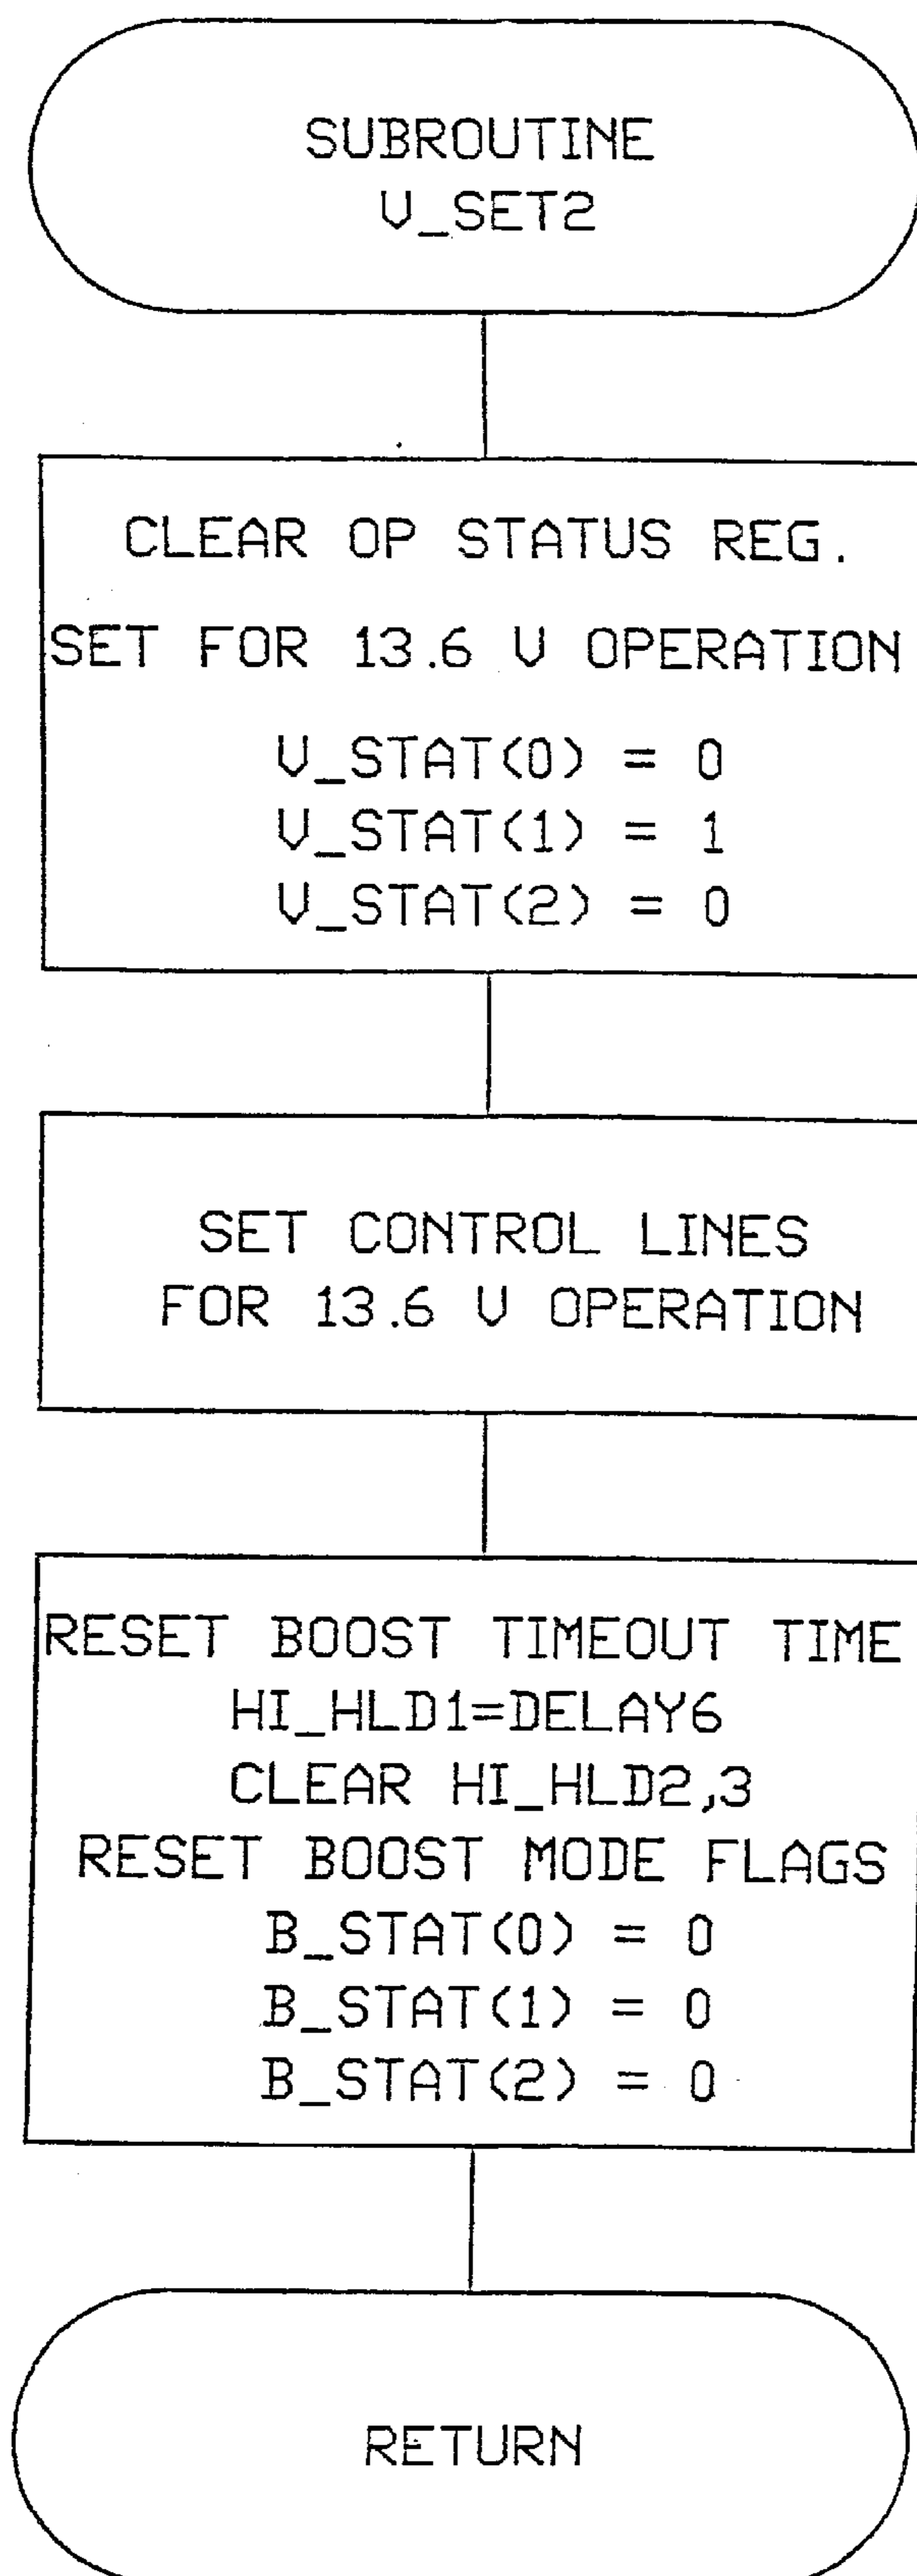 SUBROUTINE
V_SET2
CLEAR OP STATUS REG.
SET FOR 13.6 V OPERATION
V_STAT(0) = 0
V_STAT(1) = 1
V_STAT(2) = 0
SET CONTROL LINES
FOR 13.6 V OPERATION
RESET BOOST TIMEOUT TIME
HI_HLD1=DELAY6
CLEAR HI_HLD2,3
RESET BOOST MODE FLAGS
B_STAT(0) = 0
B_STAT(1) = 0
B_STAT(2) = 0
RETURN